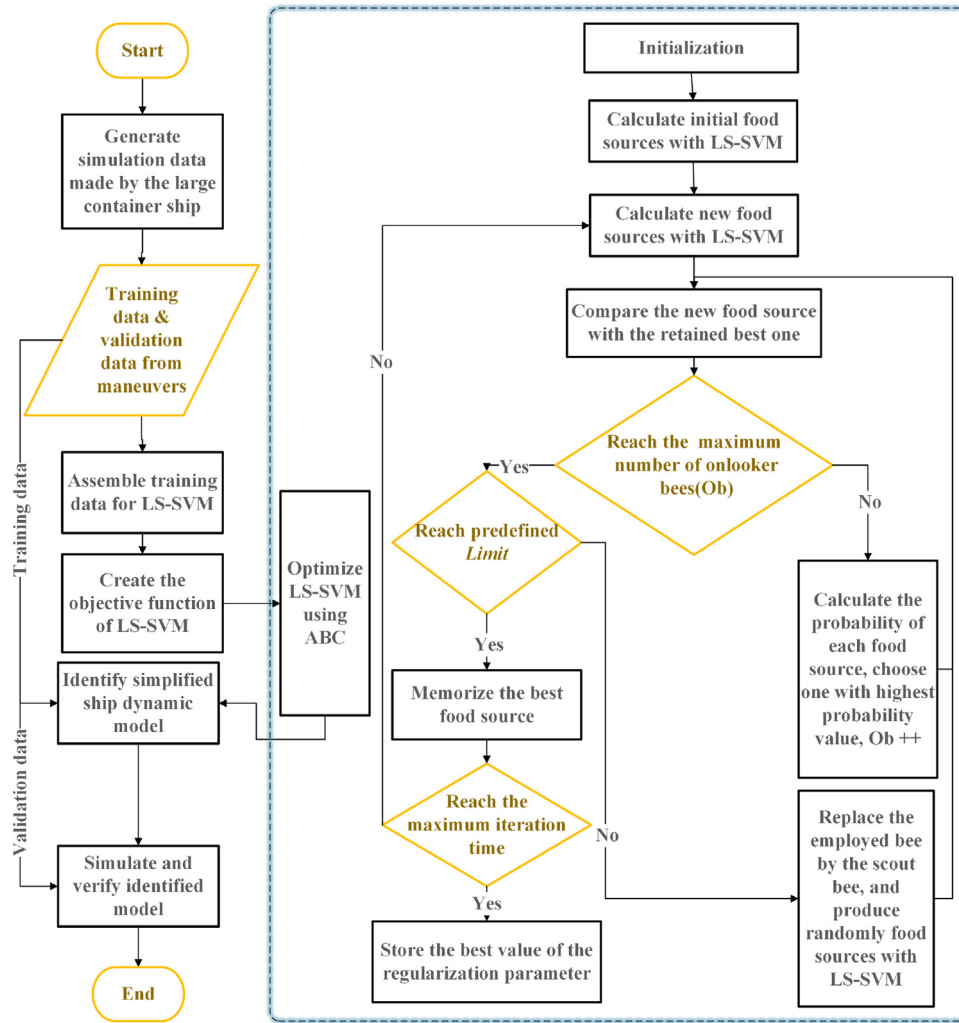 Start
Generate
simulation data
made by the large
container ship
Training
data &
validation
data from
maneuvers
Training data
Assemble training
data for LS-SVM
Create the
objective function
of LS-SVM
Identify simplified
ship dynamic
model
Validation data
Simulate and
verify identified
model
End
Optimize
LS-SVM
using
ABC
Initialization
Calculate initial food
sources with LS-SVM
Calculate new food
sources with LS-SVM
Compare the new food source
with the retained best one
No
Reach the maximum
number of onlooker
bees(Ob)
Yes
No
Reach predefined
Limit
Calculate the
probability of
each food
source, choose
one with highest
probability
value, Ob ++
Yes
Memorize the best
food source
Reach the
maximum iteration
time
No
Replace the
employed bee
by the scout
bee, and
produce
randomly food
sources with
LS-SVM
Yes
Store the best value of the
regularization parameter